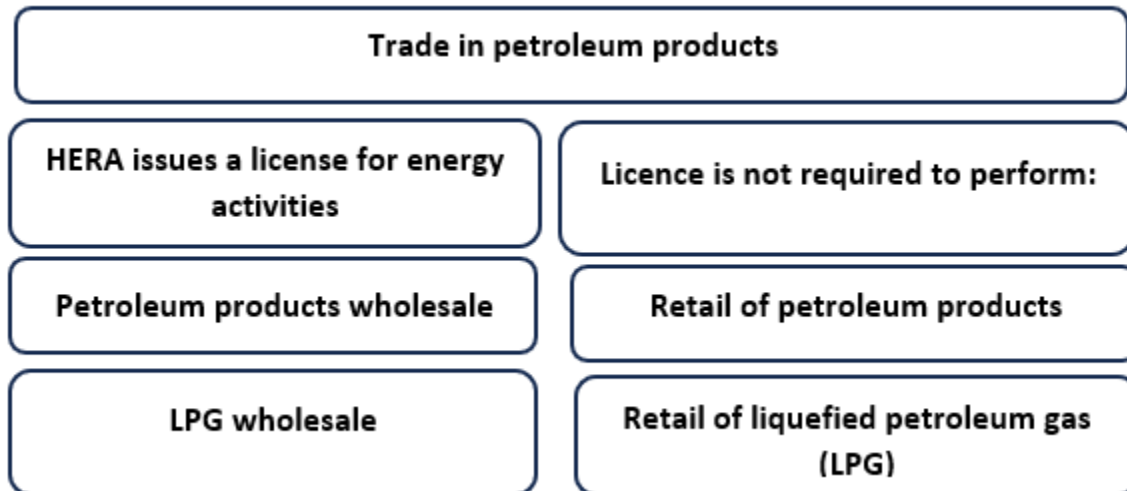 Trade in petroleum products
HERA issues a license for energy
activities
Licence is not required to perform:
Petroleum products wholesale
Retail of petroleum products
LPG wholesale
Retail of liquefied petroleum gas
(LPG)